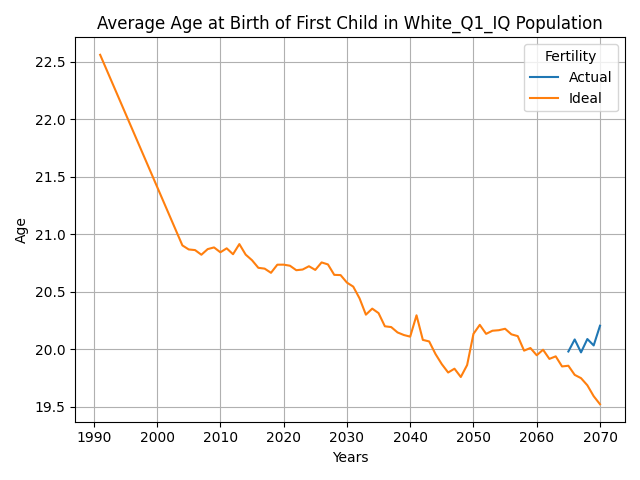 Average Age at Birth of First Child in White_Q1_IQ Population
Fertility
Actual
Ideal
Age
22.5
22.0
21.5
21.0
20.5
20.0
19.5
1990 2000 2010 2020 2030 2040 2050 2060 2070
Years